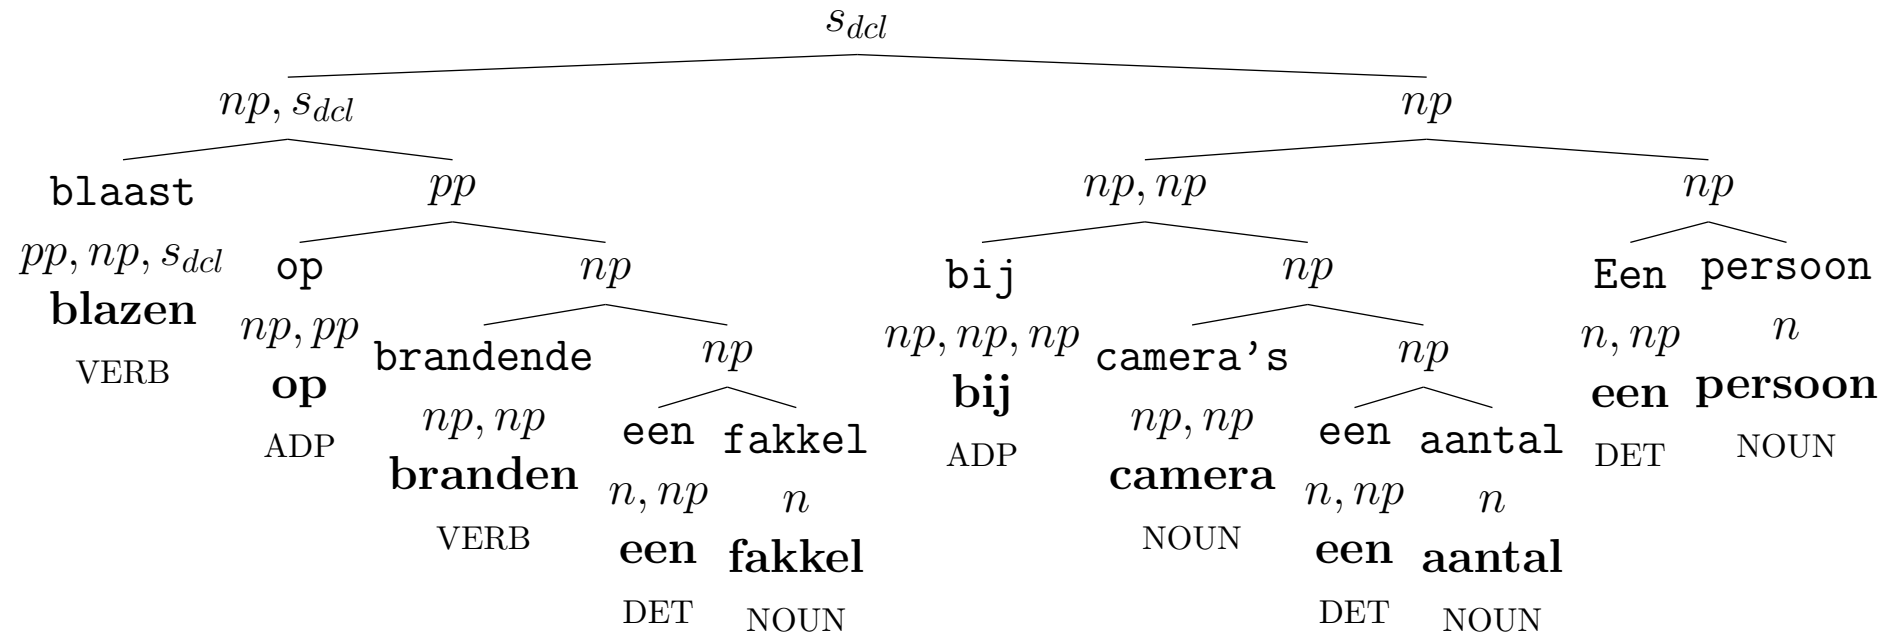 s_dcl
np, s_dcl np
blaast pp np, np np
pp, np, s_dcl op np bij np Een persoon
blazen np, pp brandende np np, np, np camera's np n, np n
VERB op np, np een fakkel bij np, np een aantal een persoon
ADP branden n, np n ADP camera n, np n DET NOUN
VERB een fakkel NOUN een aantal
DET NOUN DET NOUN